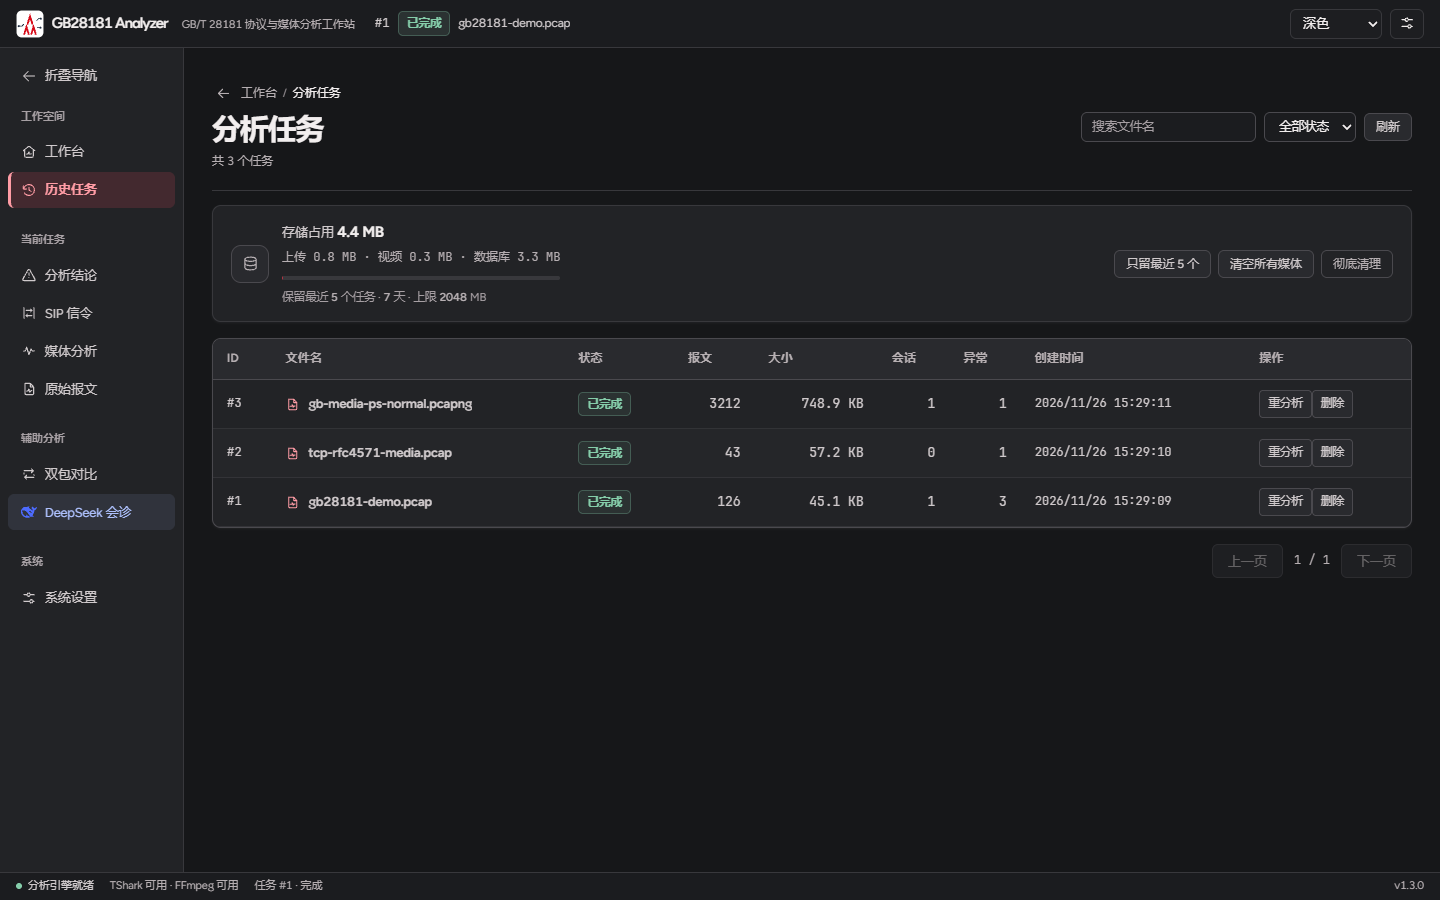 GB28181 Analyzer GB/T 28181 协议与媒体分析工作站 #1 已完成 gb28181-demo.pcap 深色
折叠导航
工作空间
工作台
历史任务
当前任务
分析结论
SIP 信令
媒体分析
原始报文
辅助分析
双包对比
DeepSeek 会诊
系统
系统设置
工作台 / 分析任务
分析任务
共 3 个任务
搜索文件名 全部状态 刷新
存储占用 4.4 MB
上传 0.8 MB · 视频 0.3 MB · 数据库 3.3 MB
保留最近 5 个任务 · 7 天 · 上限 2048 MB
只留最近 5 个 清空所有媒体 彻底清理
ID 文件名 状态 报文 大小 会话 异常 创建时间 操作
#3 gb-media-ps-normal.pcapng 已完成 3212 748.9 KB 1 1 2026/11/26 15:29:11 重分析 删除
#2 tcp-rfc4571-media.pcap 已完成 43 57.2 KB 0 1 2026/11/26 15:29:10 重分析 删除
#1 gb28181-demo.pcap 已完成 126 45.1 KB 1 3 2026/11/26 15:29:09 重分析 删除
上一页 1 / 1 下一页
分析引擎就绪 TShark 可用 · FFmpeg 可用 任务 #1 · 完成 v1.3.0